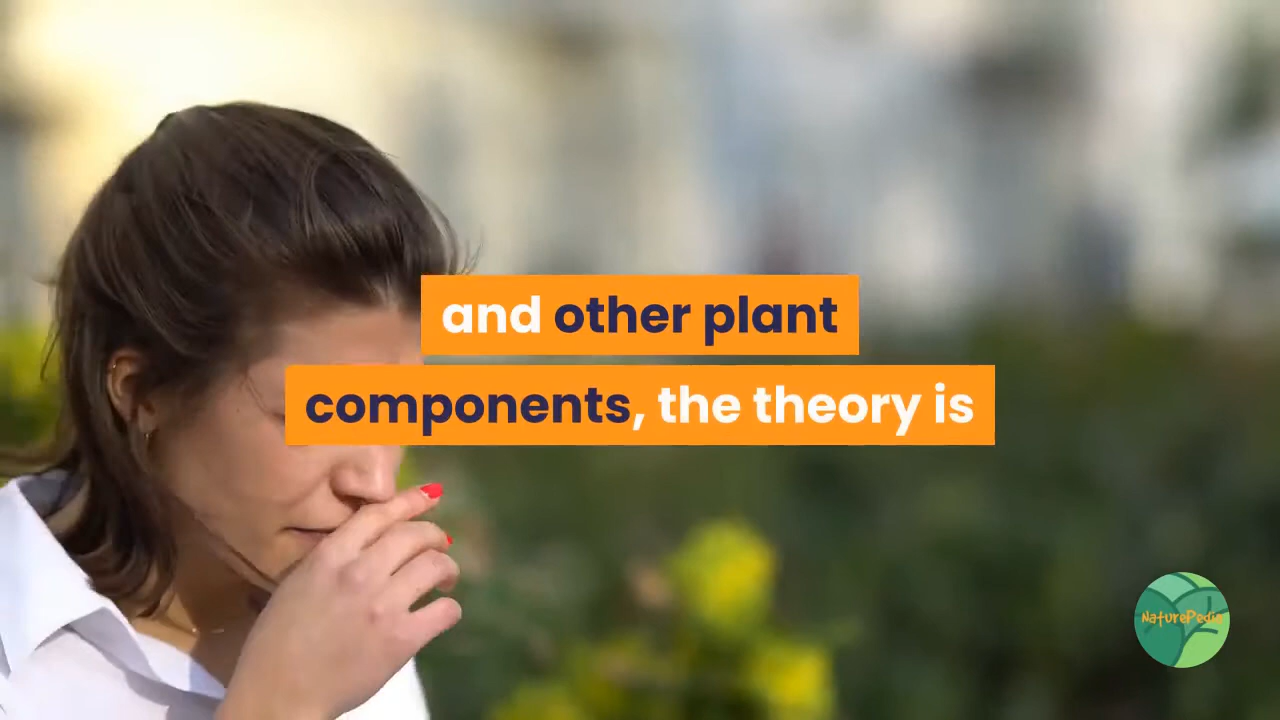 and other plant
components, the theory is
NaturePedia